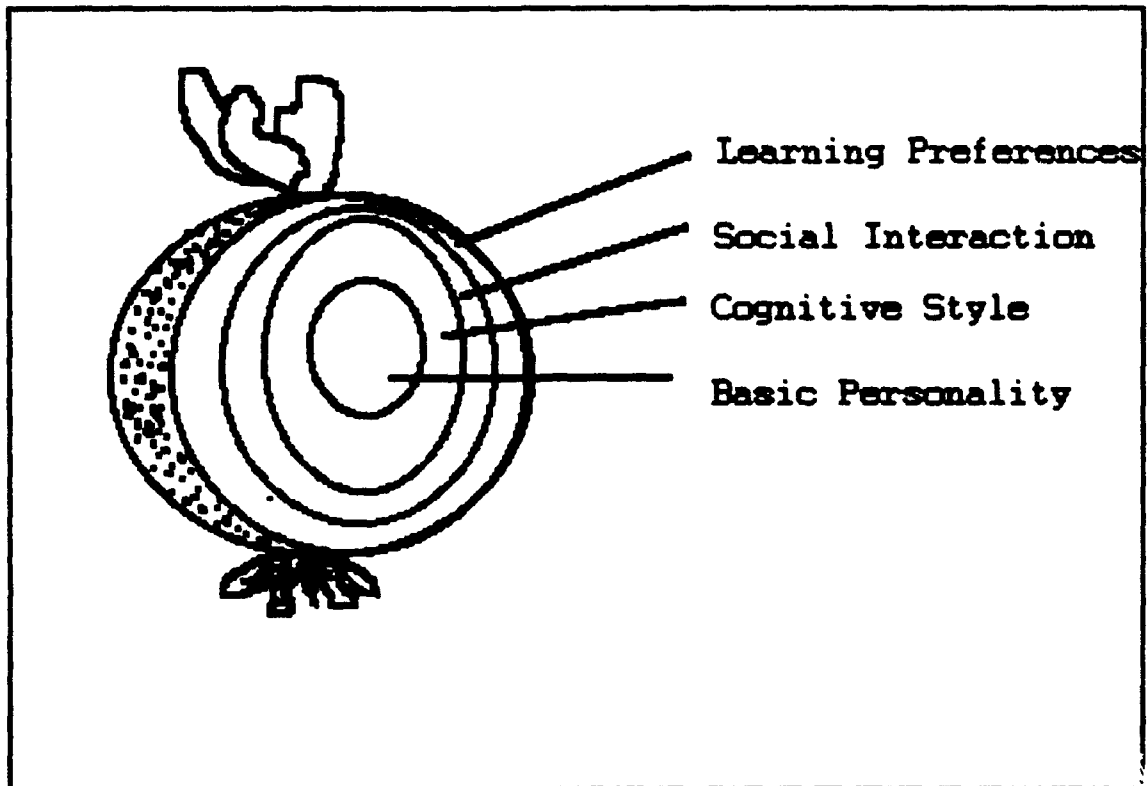 Learning Preferences
Social Interaction
Cognitive Style
Basic Personality